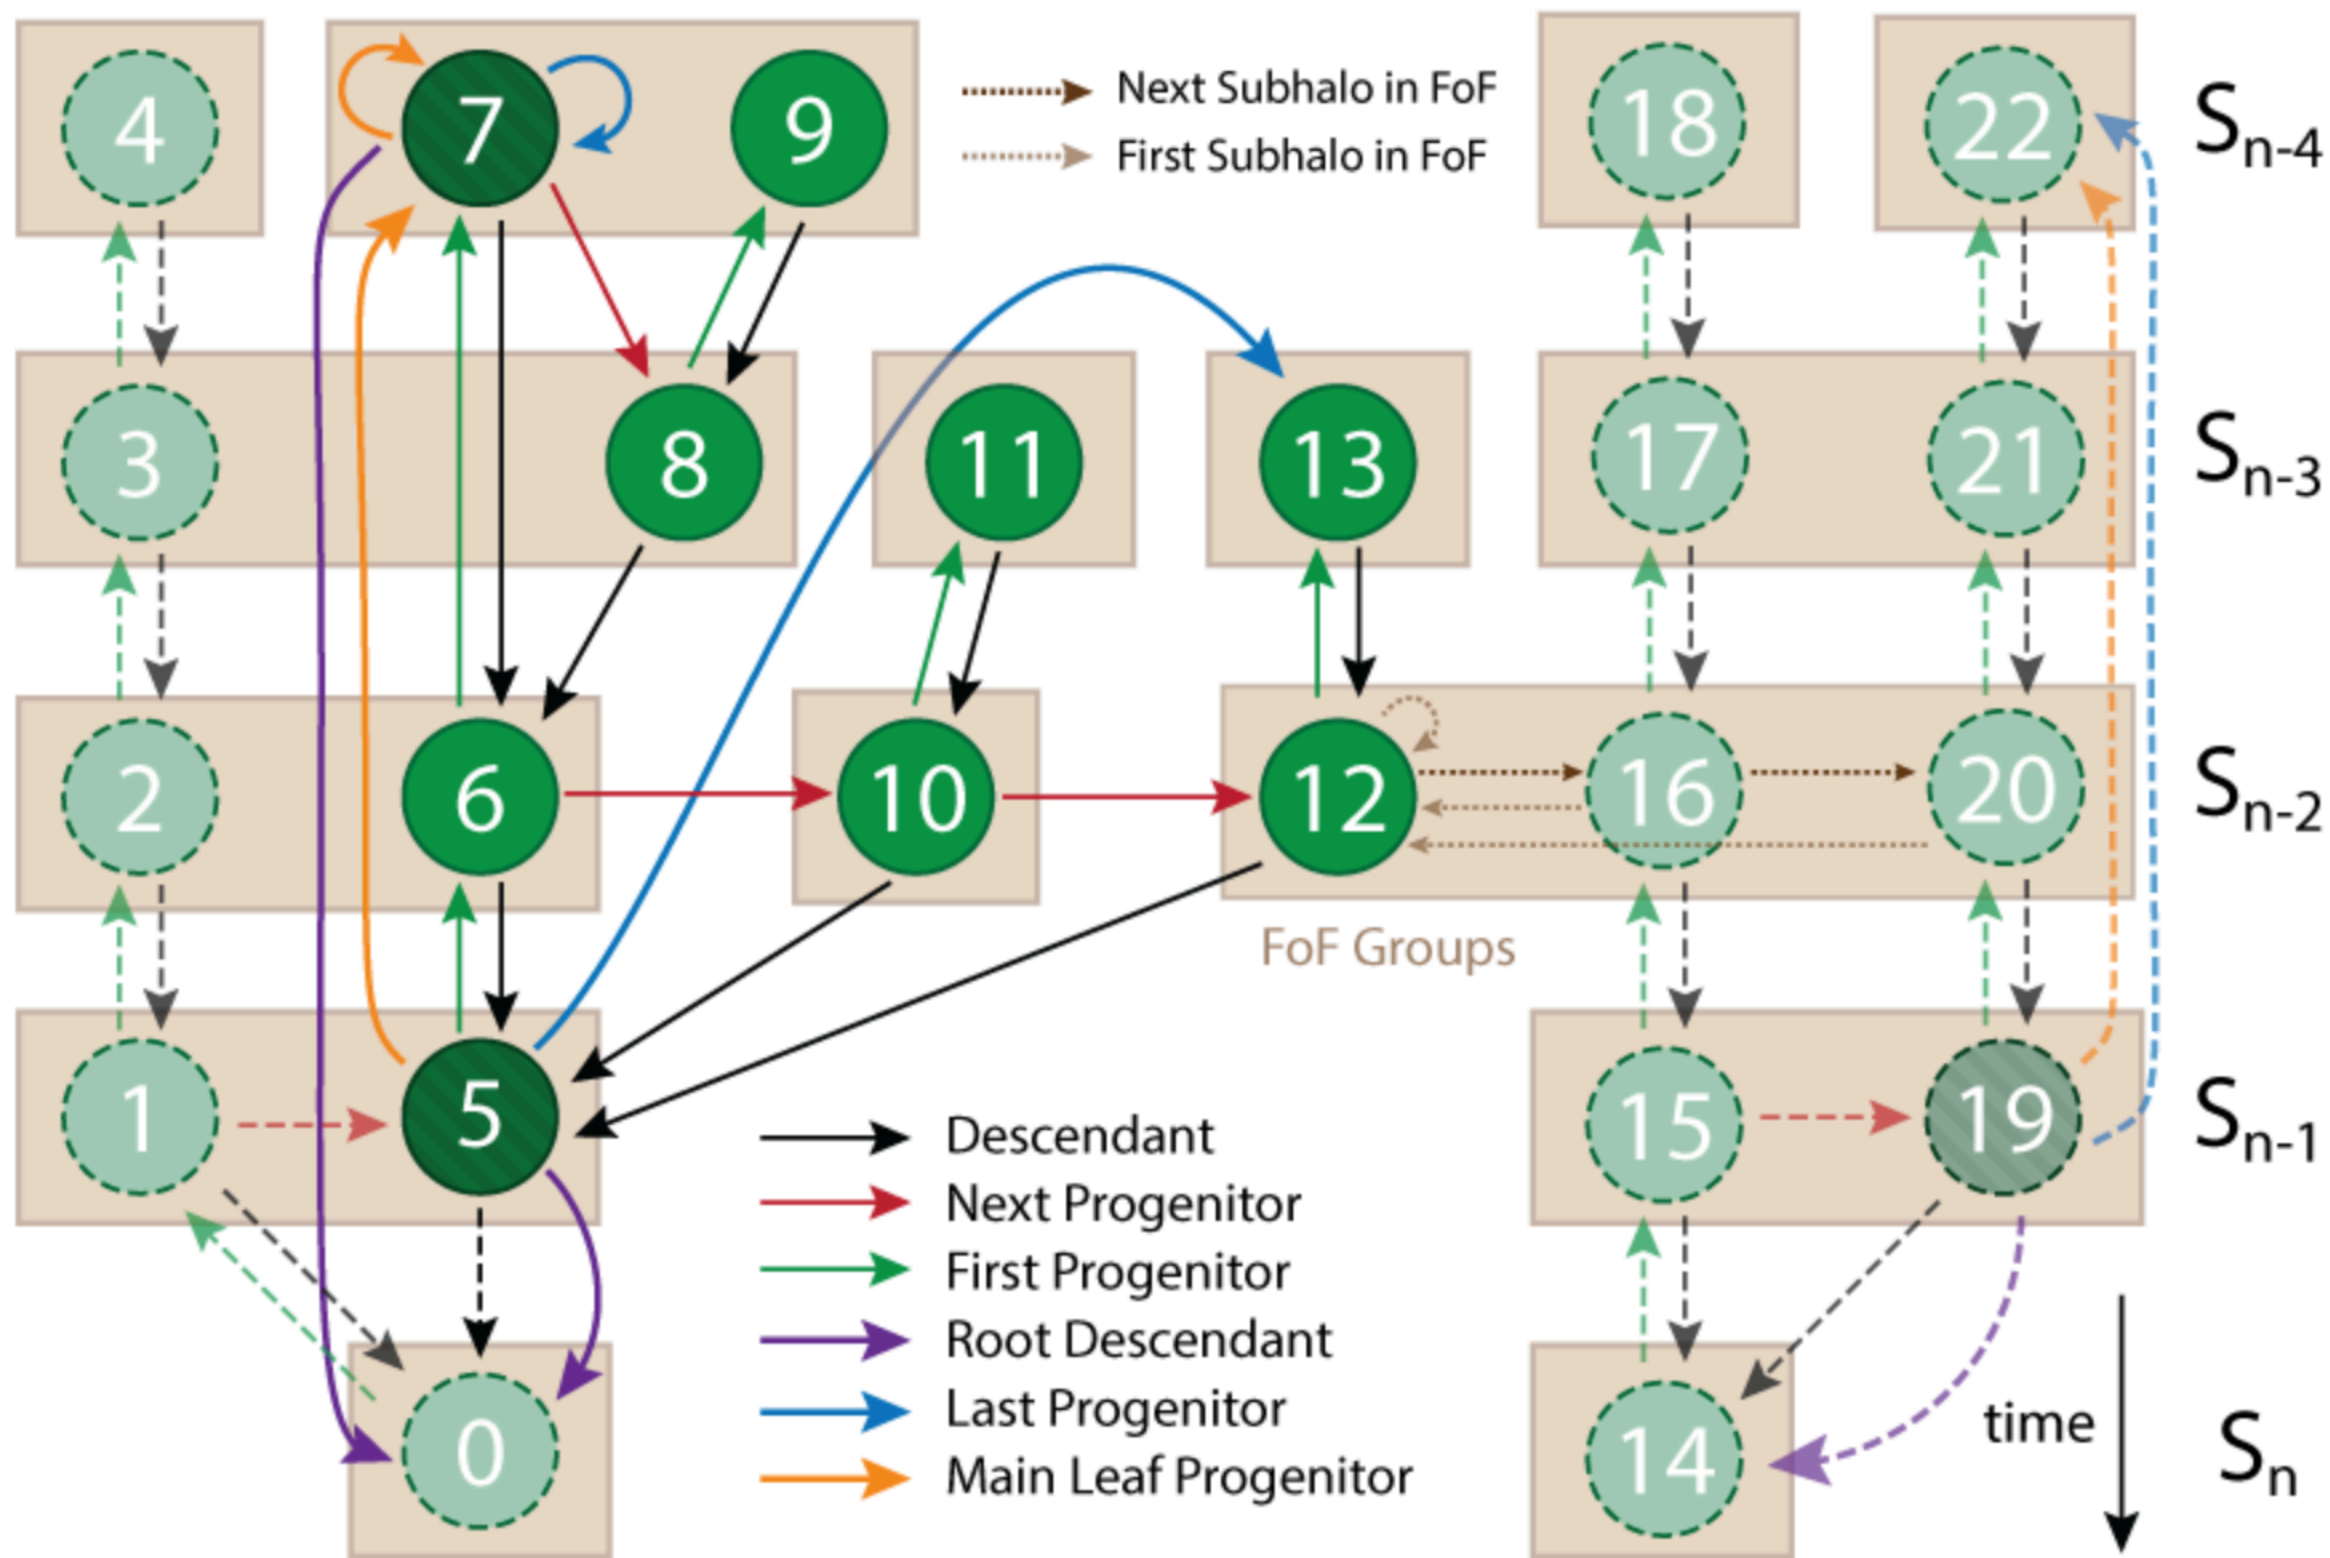 4
7
9
Next Subhalo in FoF
First Subhalo in FoF
18
22
Sn-4
3
8
11
13
17
21
Sn-3
2
6
10
12
16
20
Sn-2
FoF Groups
1
5
15
19
Sn-1
Descendant
Next Progenitor
First Progenitor
Root Descendant
Last Progenitor
Main Leaf Progenitor
0
14
time
Sn